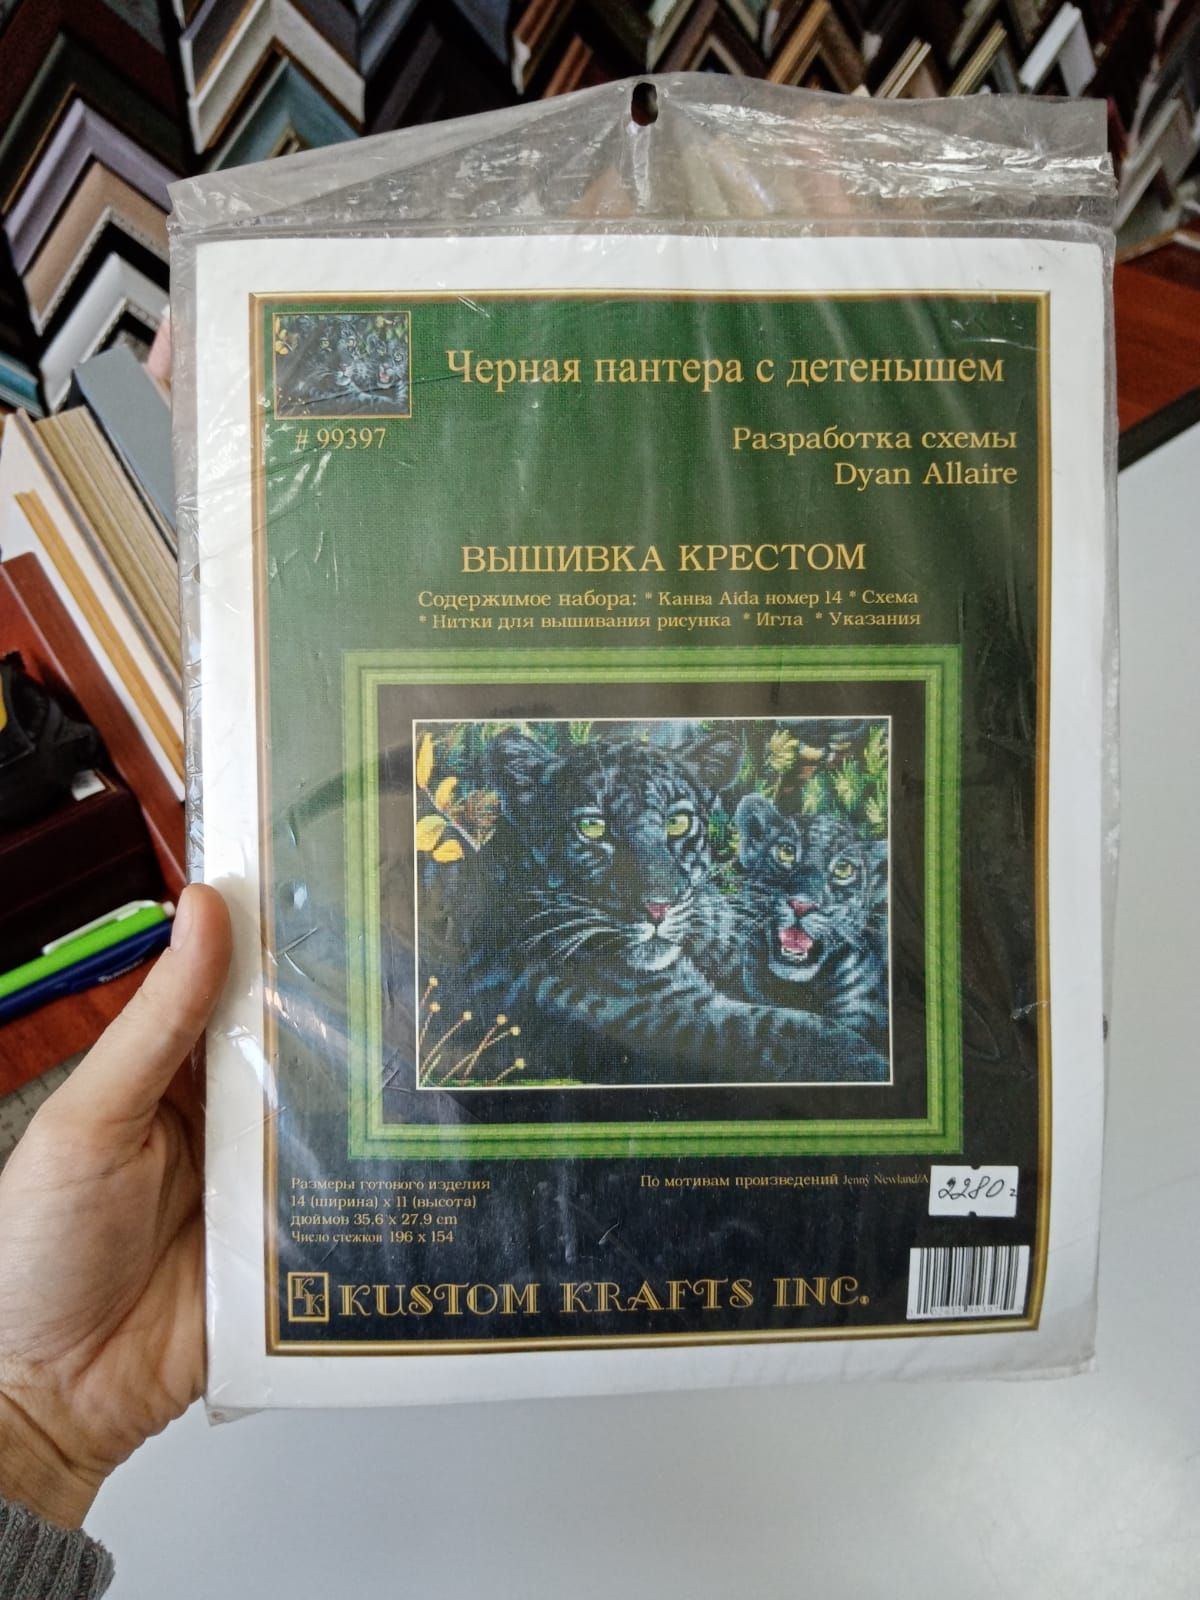 Черная пантера с детенышем
# 99397
Разработка схемы
Dyan Allaire
ВЫШИВКА КРЕСТОМ
Содержимое набора: * Канва Aida номер 14 * Схема
* Нитки для вышивания рисунка * Игла * Указания
Размеры готового изделия
14 (ширина) x 11 (высота)
дюймов 35.6 x 27.9 cm
Число стежков 196 x 154
По мотивам произведений Jenny Newland/A
2280
KK KUSTOM KRAFTS INC.